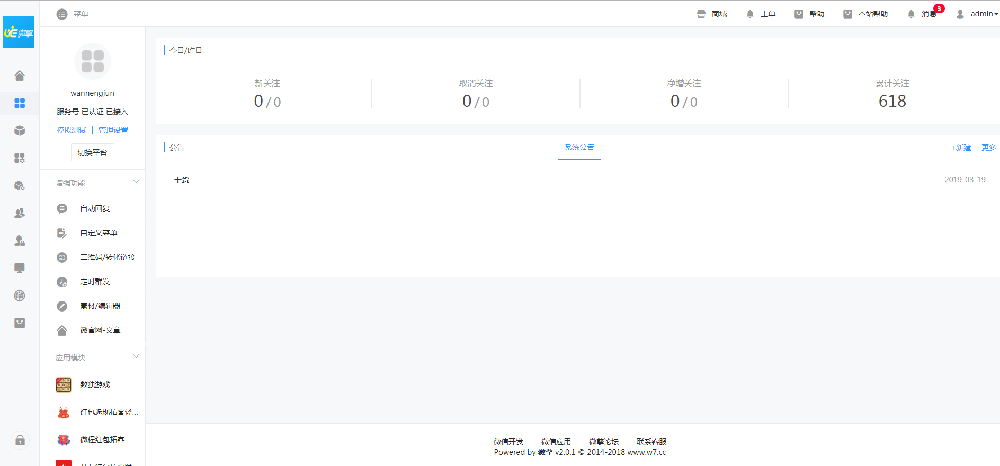 菜单
商城
工单
帮助
本站帮助
消息
3
admin
微擎
wannengjun
服务号 已认证 已接入
模拟测试 | 管理设置
切换平台
增强功能
自动回复
自定义菜单
二维码/转化链接
定时群发
素材/编辑器
微官网-文章
应用模块
数独游戏
红包返现拓客轻...
微程红包拓客
今日/昨日
新关注
0 / 0
取消关注
0 / 0
净增关注
0 / 0
累计关注
618
公告
系统公告
+新建
更多
干货
2019-03-19
微信开发 微信应用 微擎论坛 联系客服
Powered by 微擎 v2.0.1 © 2014-2018 www.w7.cc